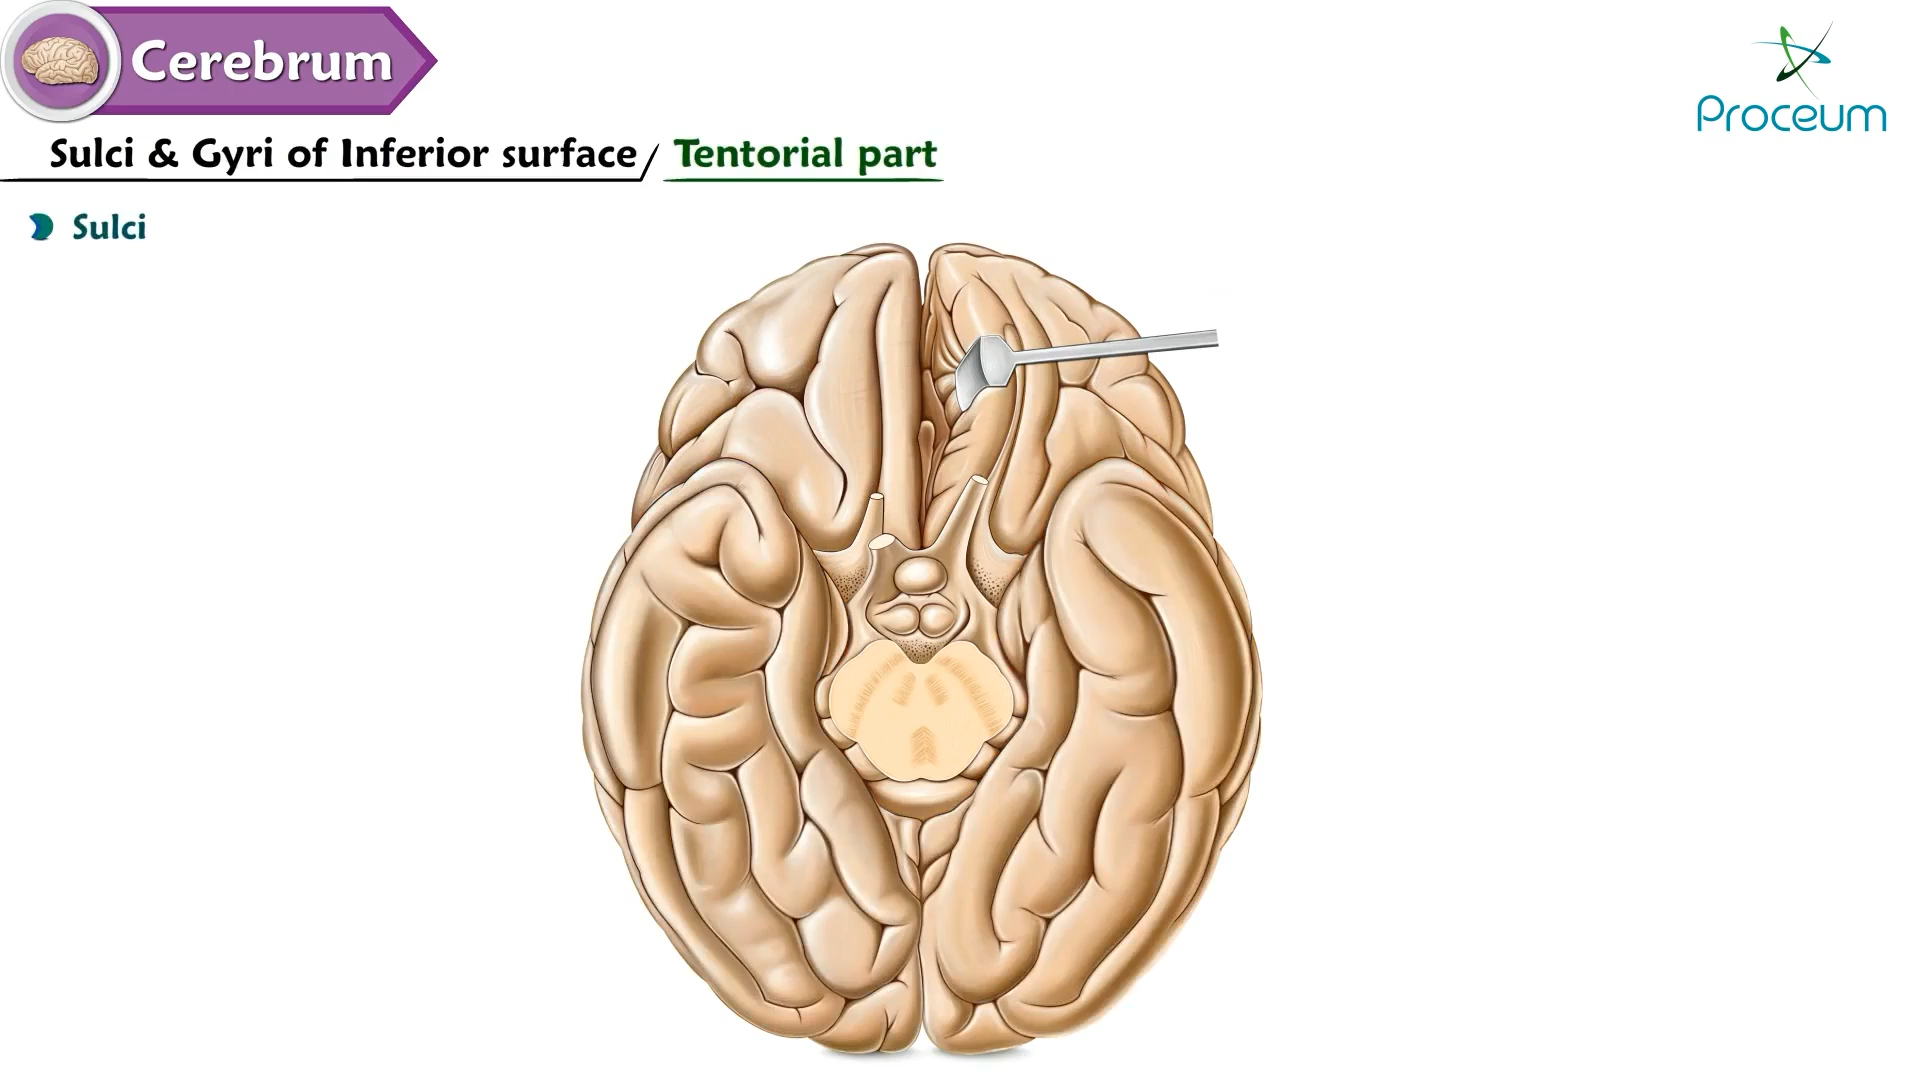 Cerebrum
Proceum
Sulci & Gyri of Inferior surface/ Tentorial part
Sulci